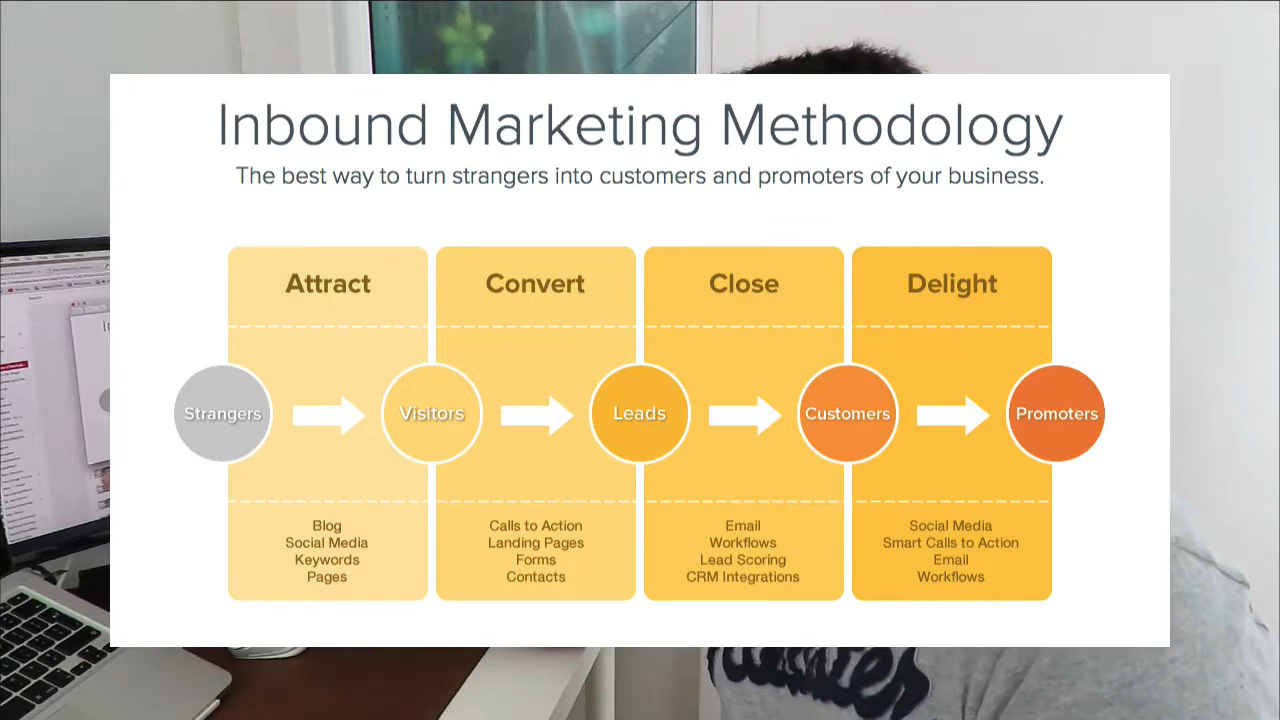 Inbound Marketing Methodology
The best way to turn strangers into customers and promoters of your business.
Attract
Convert
Close
Delight
Strangers
Visitors
Leads
Customers
Promoters
Blog
Social Media
Keywords
Pages
Calls to Action
Landing Pages
Forms
Contacts
Email
Workflows
Lead Scoring
CRM Integrations
Social Media
Smart Calls to Action
Email
Workflows